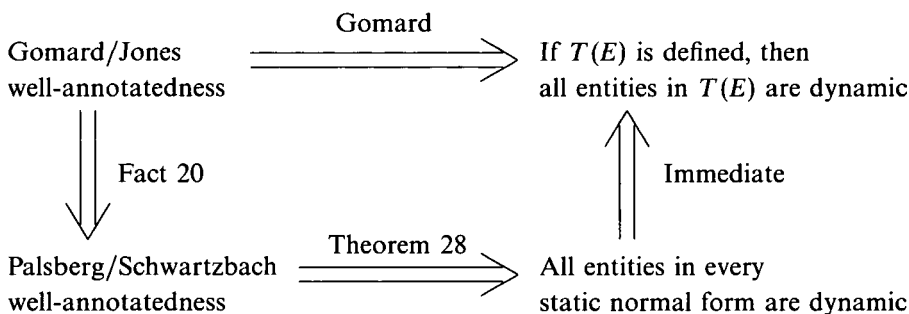 Gomard
Gomard/Jones
well-annotatedness
If T(E) is defined, then
all entities in T(E) are dynamic
Fact 20
Immediate
Palsberg/Schwartzbach
well-annotatedness
Theorem 28
All entities in every
static normal form are dynamic